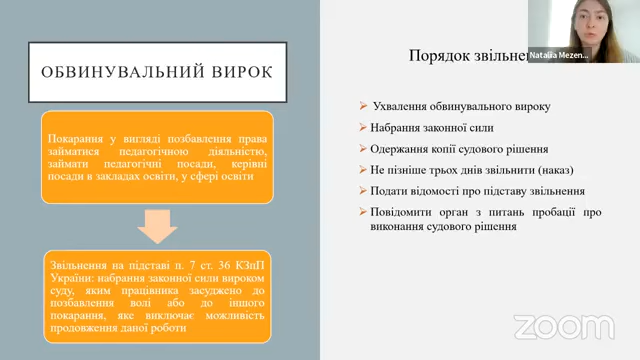 ОБВИНУВАЛЬНИЙ ВИРОК
Покарання у вигляді позбавлення права
займатися педагогічною діяльністю,
займати педагогічні посади, керівні
посади в закладах освіти, у сфері освіти
Звільнення на підставі п. 7 ст. 36 КЗпП
України: набрання законної сили вироком
суду, яким працівника засуджено до
позбавлення волі або до іншого
покарання, яке виключає можливість
продовження даної роботи
Порядок звільнен
Nataliia Mezen...
Ухвалення обвинувального вироку
Набрання законної сили
Одержання копії судового рішення
Не пізніше трьох днів звільнити (наказ)
Подати відомості про підставу звільнення
Повідомити орган з питань пробації про
виконання судового рішення
zoom